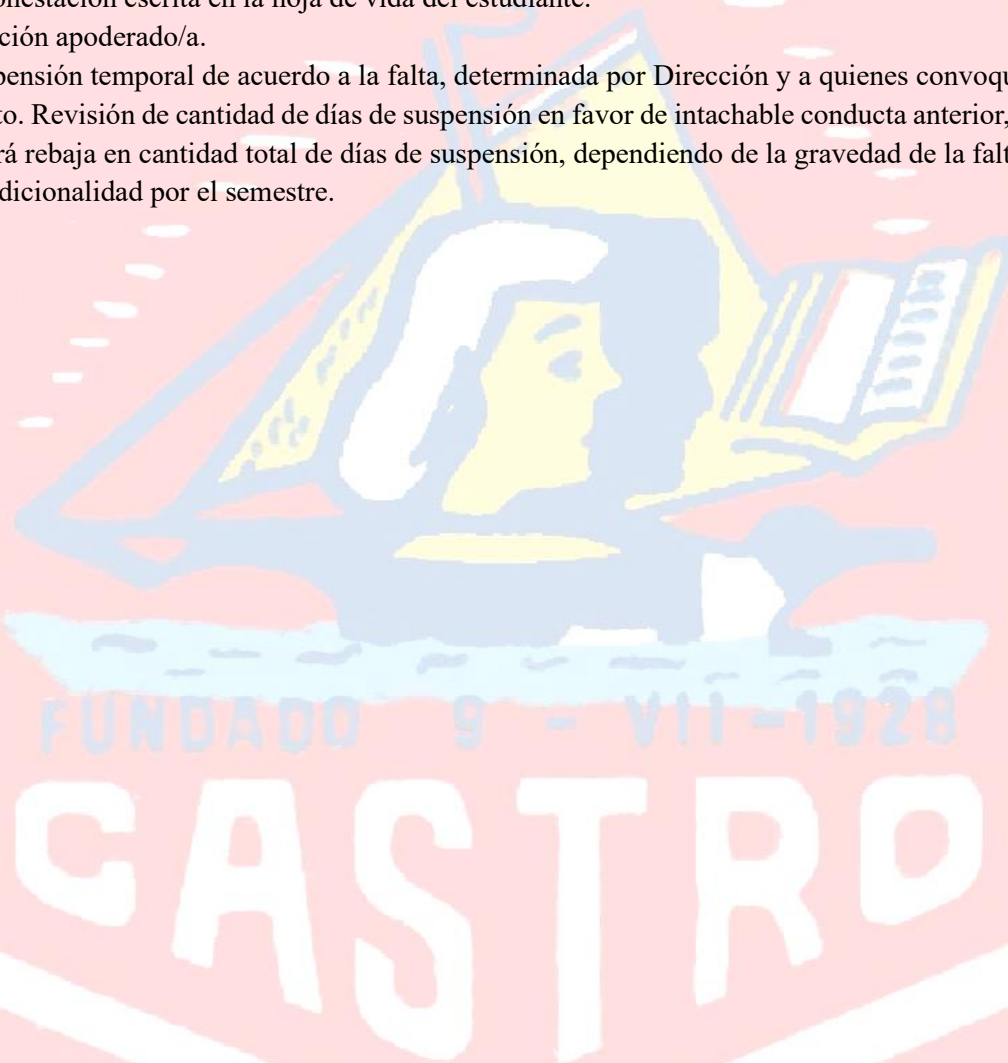 onestación escrita en la hoja de vida del estudiante.
ción apoderado/a.
pensión temporal de acuerdo a la falta, determinada por Dirección y a quienes convoqu
to. Revisión de cantidad de días de suspensión en favor de intachable conducta anterior,
rá rebaja en cantidad total de días de suspensión, dependiendo de la gravedad de la falt
dicionalidad por el semestre.
FUNDADO 9 - VII - 1928
CASTRO